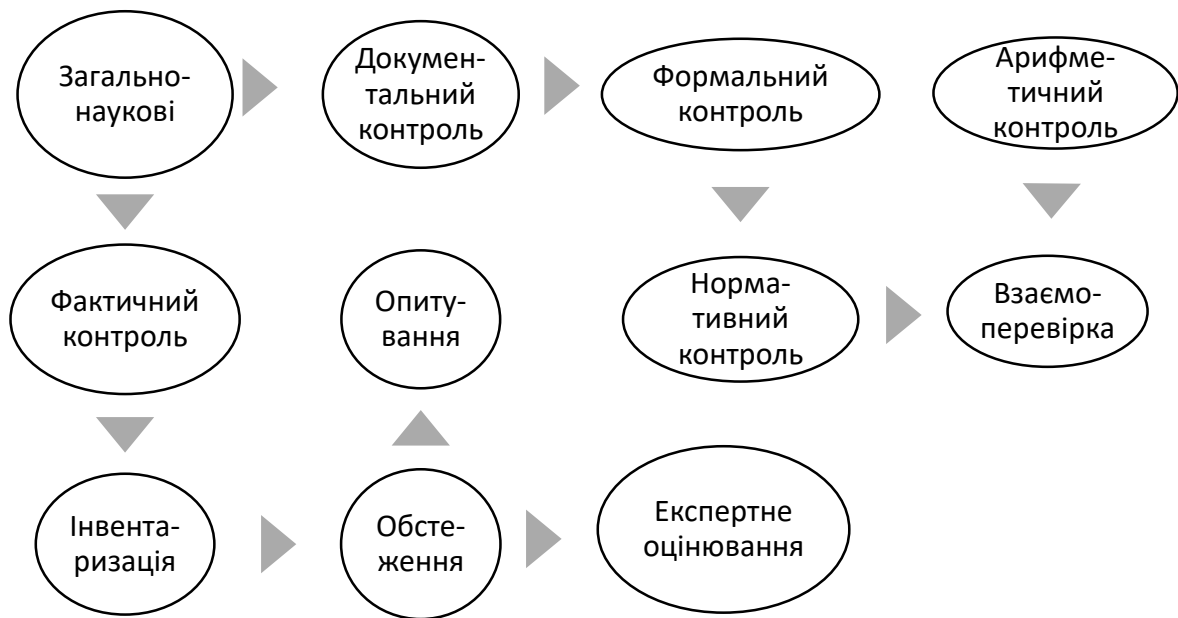 Загально-
наукові
Докумен-
тальний
контроль
Формальний
контроль
Арифме-
тичний
контроль
Фактичний
контроль
Опиту-
вання
Норма-
тивний
контроль
Взаємо-
перевірка
Інвента-
ризація
Обсте-
ження
Експертне
оцінювання